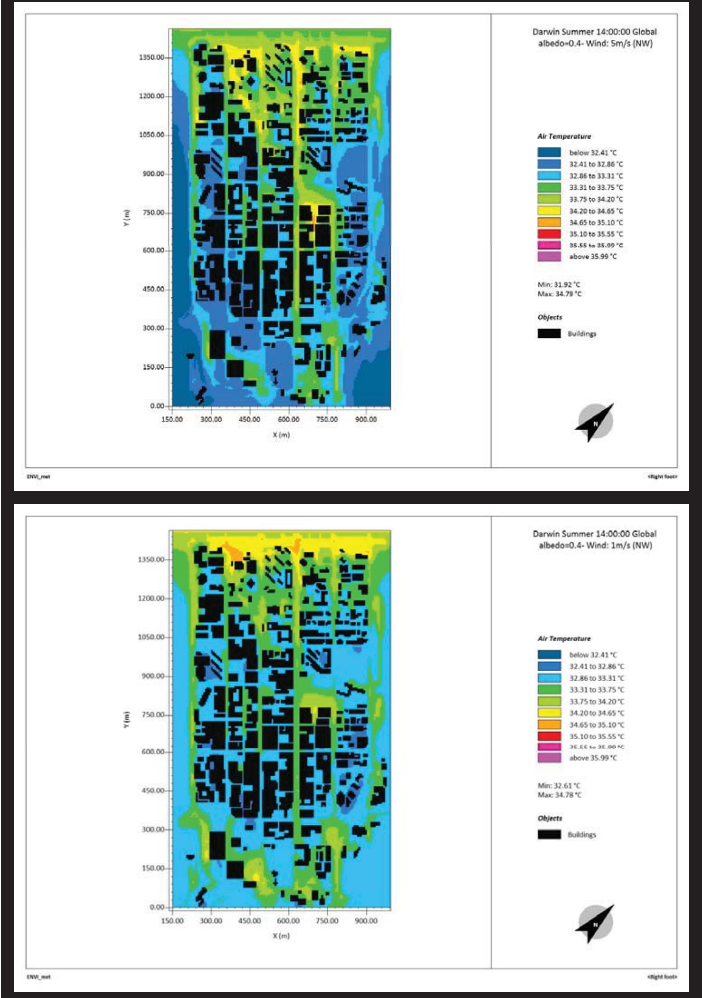 Darwin Summer 14:00:00 Global
albedo=0.4- Wind: 5m/s (NW)
1350.00
1200.00
1050.00
900.00
750.00
600.00
450.00
300.00
150.00
0.00
Y (m)
150.00 300.00 450.00 600.00 750.00 900.00
X (m)
Air Temperature
below 32.41 °C
32.41 to 32.86 °C
32.86 to 33.31 °C
33.31 to 33.75 °C
33.75 to 34.20 °C
34.20 to 34.65 °C
34.65 to 35.10 °C
35.10 to 35.55 °C
35.55 to 35.99 °C
above 35.99 °C
Min: 31.92 °C
Max: 34.79 °C
Objects
Buildings
N
ENVI_met
<Right foot>
Darwin Summer 14:00:00 Global
albedo=0.4- Wind: 1m/s (NW)
1350.00
1200.00
1050.00
900.00
750.00
600.00
450.00
300.00
150.00
0.00
Y (m)
150.00 300.00 450.00 600.00 750.00 900.00
X (m)
Air Temperature
below 32.41 °C
32.41 to 32.86 °C
32.86 to 33.31 °C
33.31 to 33.75 °C
33.75 to 34.20 °C
34.20 to 34.65 °C
34.65 to 35.10 °C
35.10 to 35.55 °C
above 35.99 °C
Min: 32.61 °C
Max: 34.78 °C
Objects
Buildings
N
ENVI_met
<Right foot>